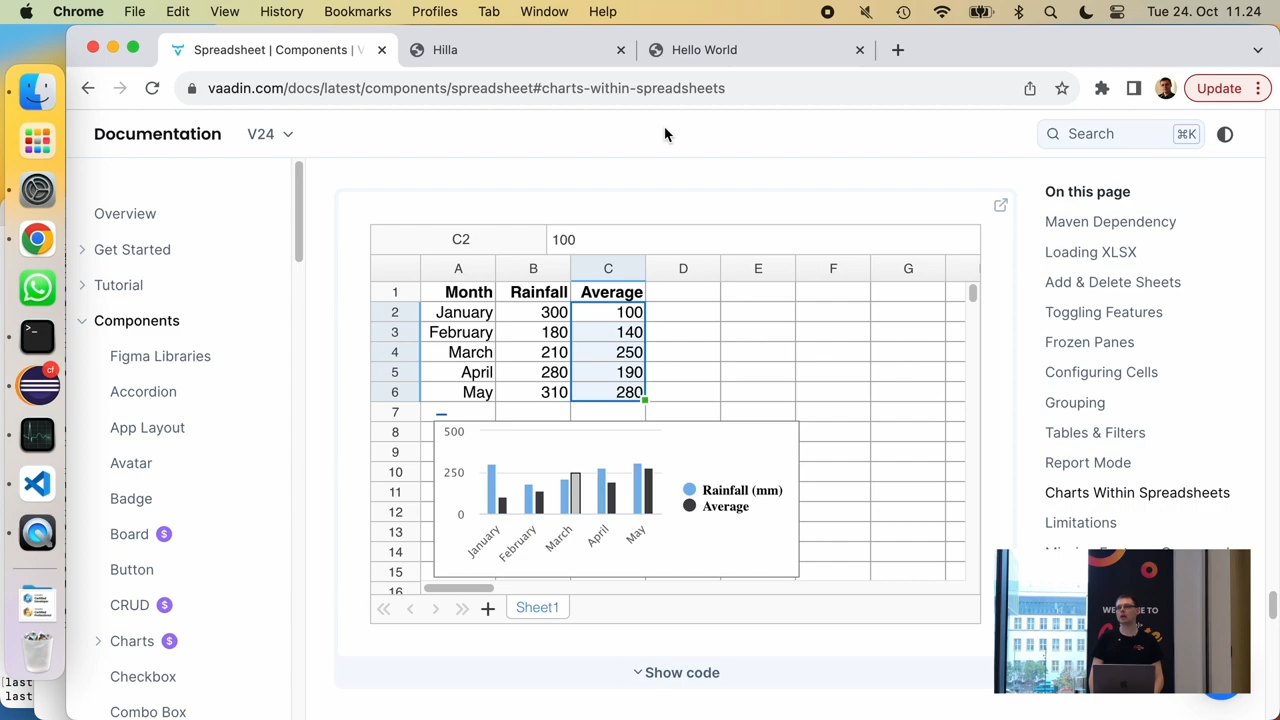 Chrome File Edit View History Bookmarks Profiles Tab Window Help Tue 24. Oct 11.24
Spreadsheet | Components | V
Hilla
Hello World
vaadin.com/docs/latest/components/spreadsheet#charts-within-spreadsheets
Update
Documentation
V24
Search
⌘K
Overview
Get Started
Tutorial
Components
Figma Libraries
Accordion
App Layout
Avatar
Badge
Board $
Button
CRUD $
Charts $
Checkbox
Combo Box
C2 100
A B C D E F G
1 Month Rainfall Average
2 January 300 100
3 February 180 140
4 March 210 250
5 April 280 190
6 May 310 280
7
8
9
10
11
12
13
14
15
16
500
250
0
January February March April May
Rainfall (mm)
Average
Sheet1
Show code
On this page
Maven Dependency
Loading XLSX
Add & Delete Sheets
Toggling Features
Frozen Panes
Configuring Cells
Grouping
Tables & Filters
Report Mode
Charts Within Spreadsheets
Limitations
[last
last